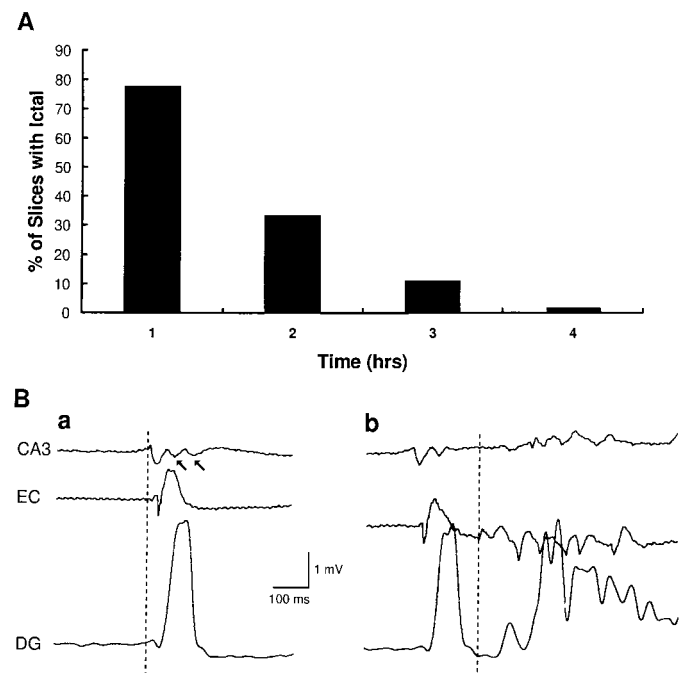 A
% of Slices with Ictal
90
80
70
60
50
40
30
20
10
0
1 2 3 4
Time (hrs)
B
a b
CA3
EC
1 mV
100 ms
DG